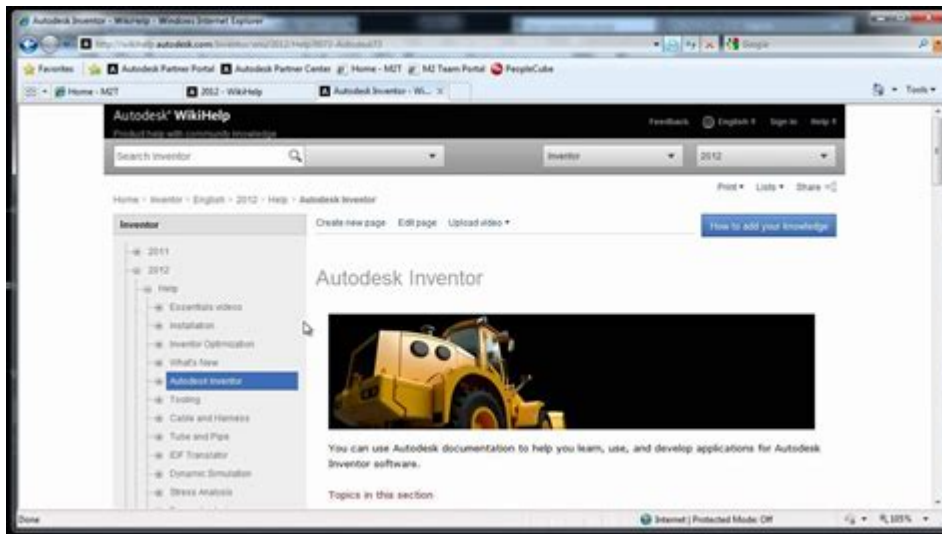 Autodesk Inventor - WikiHelp - Windows Internet Explorer
autodesk.com
Google
Favorites Autodesk Partner Portal Autodesk Partner Center Home - M2T M2 Team Portal PeopleCube
Home - M2T 2012 - WikiHelp Autodesk Inventor - Wi... Tools
Autodesk® WikiHelp
Product help with community knowledge
Feedback English Sign in Help
Search Inventor Inventor 2012
Print Lists Share
Home Inventor English 2012 Help Autodesk Inventor
Inventor
Create new page Edit page Upload video
How to add your knowledge
2011
2012
Help
Essentials videos
Installation
Inventor Optimization
What's New
Autodesk Inventor
Tooling
Cable and Harness
Tube and Pipe
IDF Translator
Dynamic Simulation
Stress Analysis
Autodesk Inventor
You can use Autodesk documentation to help you learn, use, and develop applications for Autodesk
Inventor software.
Topics in this section
Done Internet | Protected Mode: Off 105%